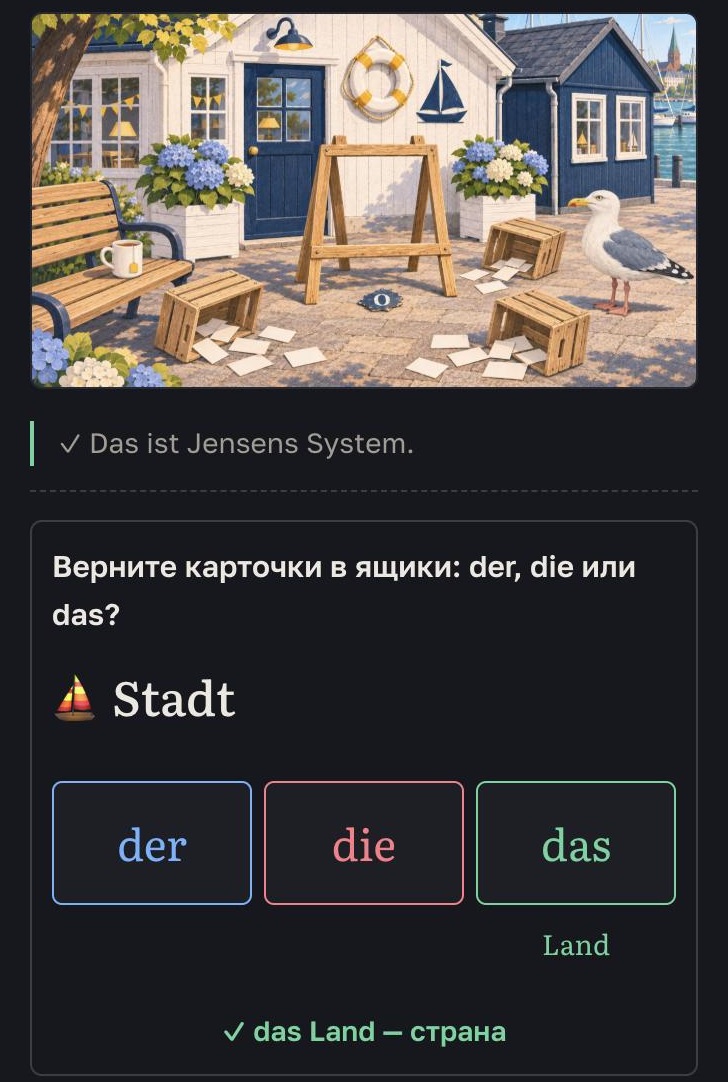 O
✓ Das ist Jensens System.
Верните карточки в ящики: der, die или
das?
Stadt
der die das
Land
✓ das Land — страна